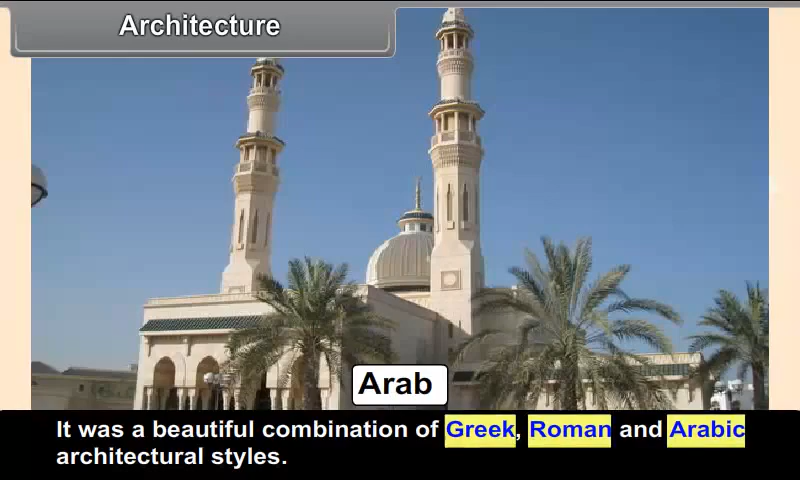 Architecture
Arab
It was a beautiful combination of Greek, Roman and Arabic
architectural styles.